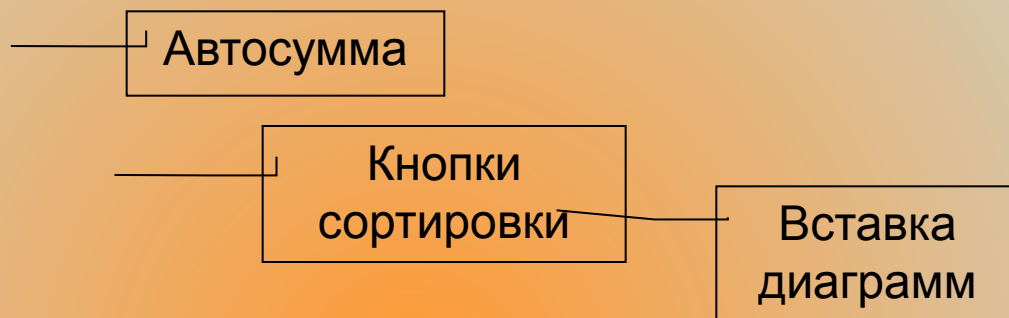 Автосумма
Кнопки
сортировки
Вставка
диаграмм